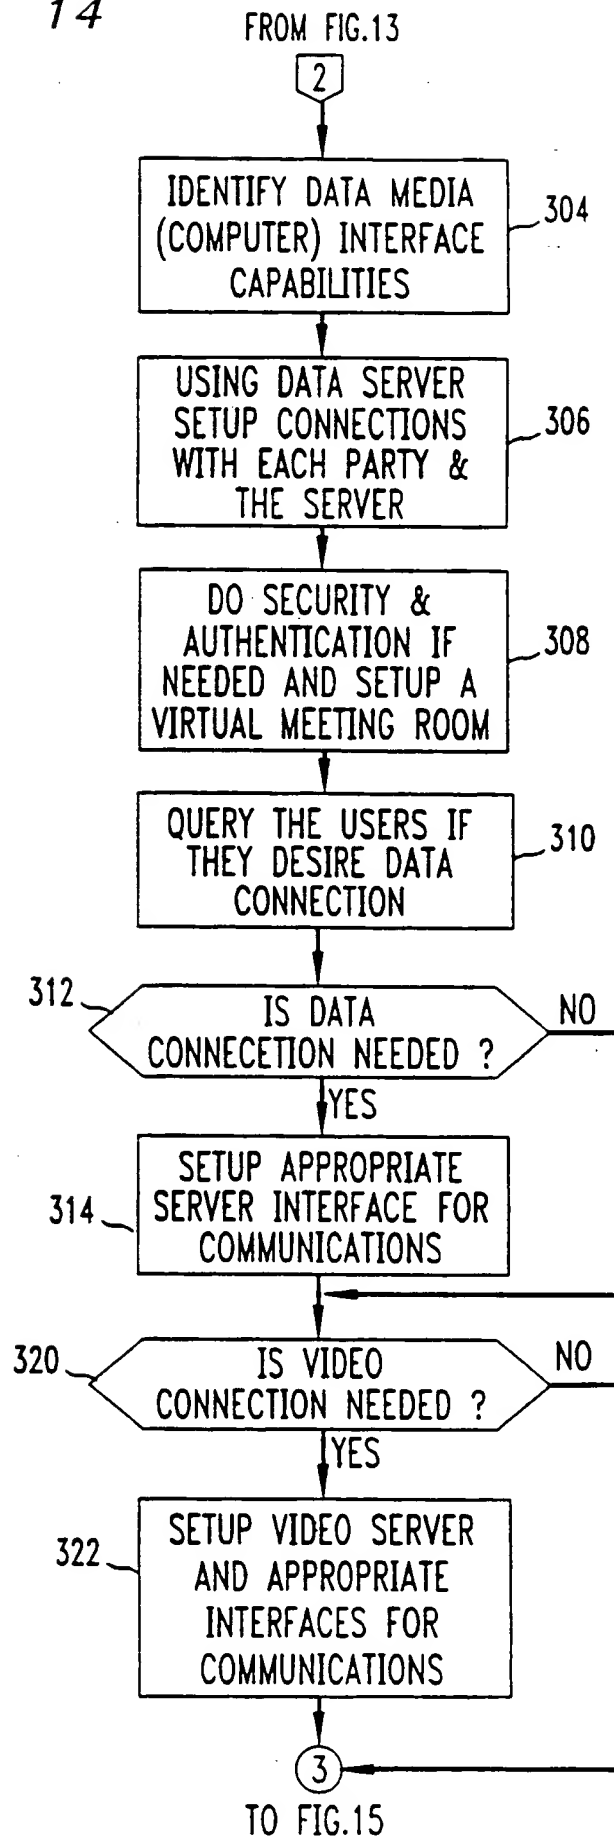 14
FROM FIG.13
2
IDENTIFY DATA MEDIA
(COMPUTER) INTERFACE
CAPABILITIES
304
USING DATA SERVER
SETUP CONNECTIONS
WITH EACH PARTY &
THE SERVER
306
DO SECURITY &
AUTHENTICATION IF
NEEDED AND SETUP A
VIRTUAL MEETING ROOM
308
QUERY THE USERS IF
THEY DESIRE DATA
CONNECTION
310
312
IS DATA
CONNECETION NEEDED ?
NO
YES
SETUP APPROPRIATE
SERVER INTERFACE FOR
COMMUNICATIONS
314
320
IS VIDEO
CONNECTION NEEDED ?
NO
YES
SETUP VIDEO SERVER
AND APPROPRIATE
INTERFACES FOR
COMMUNICATIONS
322
3
TO FIG.15